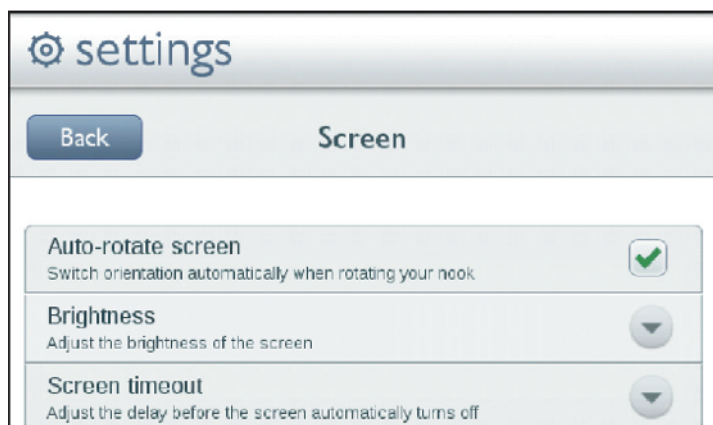 settings
Back
Screen
Auto-rotate screen
Switch orientation automatically when rotating your nook
Brightness
Adjust the brightness of the screen
Screen timeout
Adjust the delay before the screen automatically turns off